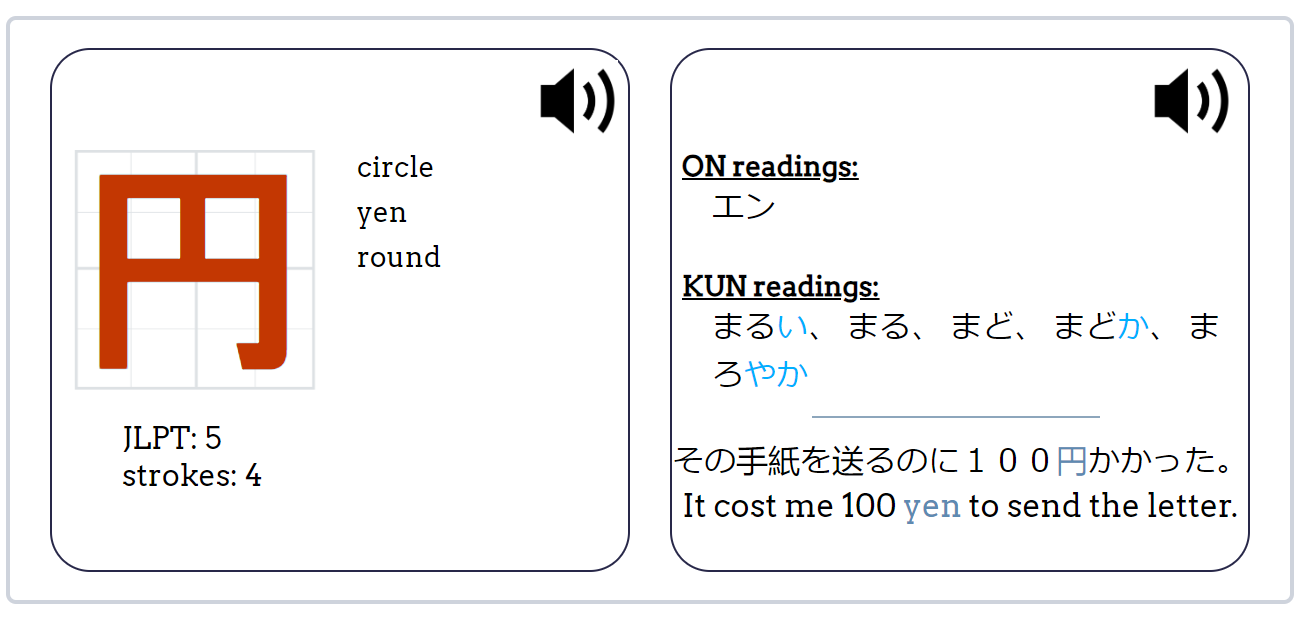 円
circle
yen
round
JLPT: 5
strokes: 4
ON readings:
エン
KUN readings:
まるい、 まる、 まど、 まどか、 ま
ろやか
その手紙を送るのに１００円かかった。
It cost me 100 yen to send the letter.